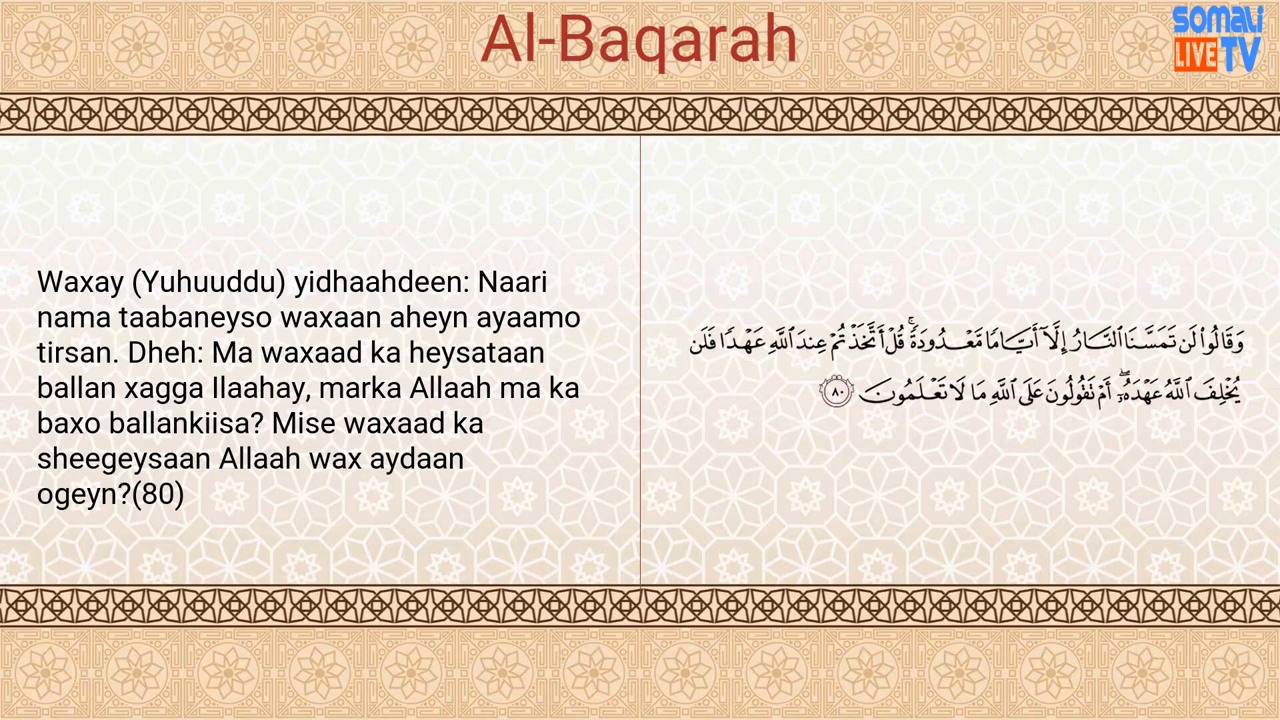 Al-Baqarah
SOMALI
LIVE TV
Waxay (Yuhuuddu) yidhaahdeen: Naari
nama taabaneyso waxaan aheyn ayaamo
tirsan. Dheh: Ma waxaad ka heysataan
ballan xagga Ilaahay, marka Allaah ma ka
baxo ballankiisa? Mise waxaad ka
sheegeysaan Allaah wax aydaan
ogeyn?(80)
وَقَالُوا۟ لَن تَمَسَّنَا ٱلنَّارُ إِلَّآ أَيَّامًا مَّعْدُودَةً ۚ قُلْ أَتَّخَذْتُمْ عِندَ ٱللَّهِ عَهْدًا فَلَن
يُخْلِفَ ٱللَّهُ عَهْدَهُۥٓ ۖ أَمْ تَقُولُونَ عَلَى ٱللَّهِ مَا لَا تَعْلَمُونَ ٨٠